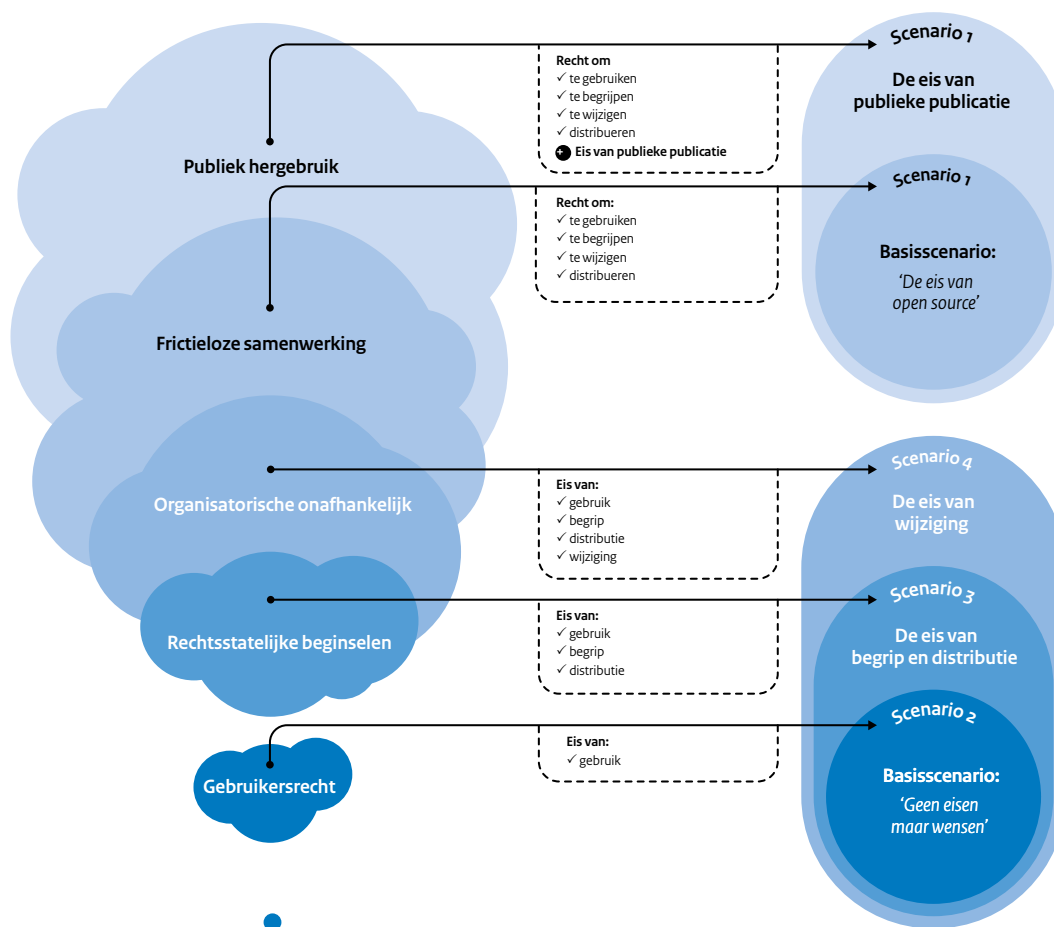 Publiek hergebruik
Recht om
✓ te gebruiken
✓ te begrijpen
✓ te wijzigen
✓ distribueren
+ Eis van publieke publicatie
Scenario 1
De eis van
publieke publicatie
Frictieloze samenwerking
Recht om:
✓ te gebruiken
✓ te begrijpen
✓ te wijzigen
✓ distribueren
Scenario 1
Basisscenario:
‘De eis van
open source’
Organisatorische onafhankelijk
Eis van:
✓ gebruik
✓ begrip
✓ distributie
✓ wijziging
Scenario 4
De eis van
wijziging
Rechtsstatelijke beginselen
Eis van:
✓ gebruik
✓ begrip
✓ distributie
Scenario 3
De eis van
begrip en distributie
Gebruikersrecht
Eis van:
✓ gebruik
Scenario 2
Basisscenario:
‘Geen eisen
maar wensen’